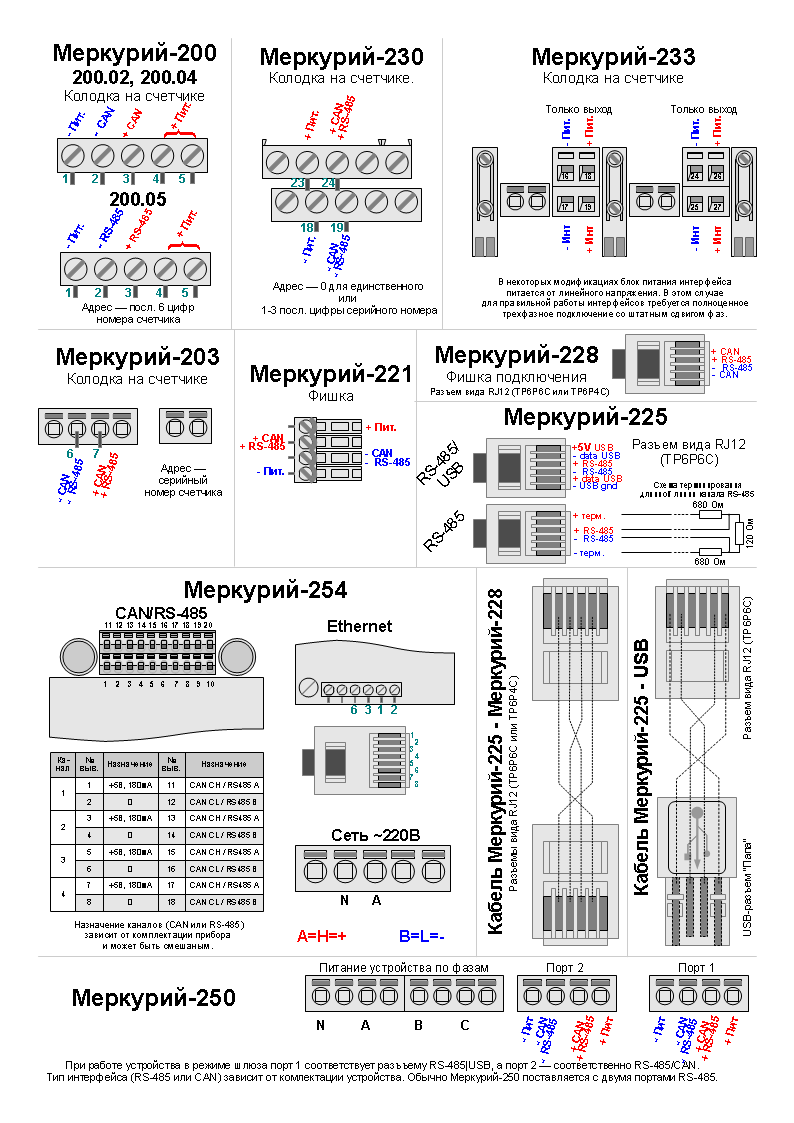 Меркурий-200
200.02, 200.04
Колодка на счетчике
- Пит.
- CAN
+ CAN
+ Пит.
1 2 3 4 5
200.05
- Пит.
- RS-485
+ RS-485
+ Пит.
1 2 3 4 5
Адрес — посл. 6 цифр
номера счетчика
Меркурий-230
Колодка на счетчике.
+ Пит.
+ CAN
+ RS-485
23 24
18 19
- Пит.
- CAN
- RS-485
Адрес — 0 для единственного
или
1-3 посл. цифры серийного номера
Меркурий-233
Колодка на счетчике
Только выход
Только выход
- Пит.
+ Пит.
- Пит.
+ Пит.
16 18
17 19
24 26
25 27
- Инт
+ Инт
- Инт
+ Инт
В некоторых модификациях блок питания интерфейса
питается от линейного напряжения. В этом случае
для правильной работы интерфейсов требуется полноценное
трехфазное подключение со штатным сдвигом фаз.
Меркурий-203
Колодка на счетчике
6 7
- CAN
- RS-485
+ CAN
+ RS-485
Адрес —
серийный
номер счетчика
Меркурий-221
Фишка
+ CAN
+ RS-485
- Пит.
+ Пит.
- CAN
- RS-485
Меркурий-228
Фишка подключения
Разъем вида RJ12 (TP6P6C или TP6P4C)
+ CAN
+ RS-485
- RS-485
- CAN
Меркурий-225
RS-485/
USB
+5V USB
- data USB
+ RS-485
- RS-485
+ data USB
- USB gnd
Разъем вида RJ12
(TP6P6C)
Схема терминирования
длинной линии канала RS-485
RS-485
+ терм.
+ RS-485
- RS-485
- терм.
680 Ом
120 Ом
680 Ом
Меркурий-254
CAN/RS-485
11 12 13 14 15 16 17 18 19 20
1 2 3 4 5 6 7 8 9 10
Ethernet
6 3 1 2
1
2
3
4
5
6
7
8
Ка-
нал
№
выв.
Назначение
№
выв.
Назначение
1 1 +5В, 180мА 11 CAN CH / RS485 A
2 0 12 CAN CL / RS485 B
2 3 +5В, 180мА 13 CAN CH / RS485 A
4 0 14 CAN CL / RS485 B
3 5 +5В, 180мА 15 CAN CH / RS485 A
6 0 16 CAN CL / RS485 B
4 7 +5В, 180мА 17 CAN CH / RS485 A
8 0 18 CAN CL / RS485 B
Назначение каналов (CAN или RS-485)
зависит от комплектации прибора
и может быть смешаным.
Сеть ~220В
N A
A=H=+ B=L=-
Кабель Меркурий-225 - Меркурий-228
Разъемы вида RJ12 (TP6P6C или TP6P4C)
Кабель Меркурий-225 - USB
Разъем вида RJ12 (TP6P6C)
USB-разъем "Папа"
Меркурий-250
Питание устройства по фазам
N A B C
Порт 2
- Пит
- CAN
- RS-485
+ CAN
+ RS-485
+ Пит
Порт 1
- Пит
- CAN
- RS-485
+ CAN
+ RS-485
+ Пит
При работе устройства в режиме шлюза порт 1 соответствует разъему RS-485|USB, а порт 2 — соответственно RS-485/CAN.
Тип интерфейса (RS-485 или CAN) зависит от комлектации устройства. Обычно Меркурий-250 поставляется с двумя портами RS-485.